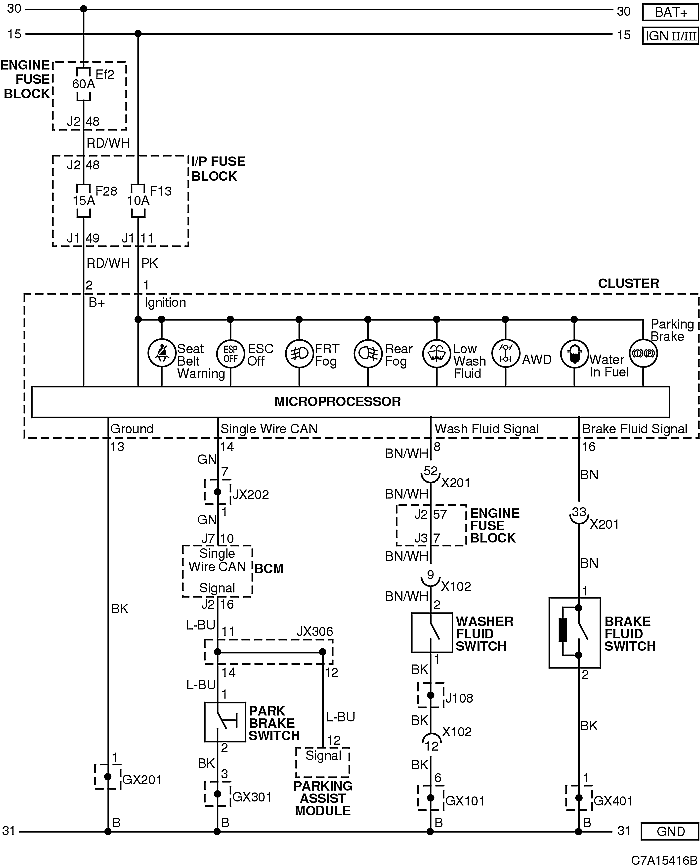 30
30 BAT+
15
15 IGN II/III
ENGINE
FUSE
BLOCK
Ef2
60A
J2 48
RD/WH
J2 48
I/P FUSE
BLOCK
F28
15A
F13
10A
J1 49
J1 11
RD/WH
PK
2
1
CLUSTER
B+
Ignition
Seat
Belt
Warning
ESP
OFF
ESC
Off
FRT
Fog
Rear
Fog
Low
Wash
Fluid
AWD
Water
In Fuel
Parking
Brake
MICROPROCESSOR
Ground
Single Wire CAN
Wash Fluid Signal
Brake Fluid Signal
13
14
8
16
GN
BN/WH
BN
7
52
X201
JX202
BN/WH
1
J2 57
ENGINE
FUSE
BLOCK
33
X201
GN
J7 10
J3 7
Single
Wire CAN
BCM
BN/WH
BN
Signal
9
X102
J2 16
BN/WH
1
BK
L-BU
11
JX306
2
WASHER
FLUID
SWITCH
BRAKE
FLUID
SWITCH
14
12
1
2
L-BU
BK
1
J108
PARK
BRAKE
SWITCH
L-BU
BK
X102
BK
2
12
12
1
BK
Signal
BK
GX201
3
PARKING
ASSIST
MODULE
6
1
GX301
GX101
GX401
B
B
B
B
31
31 GND
C7A15416B